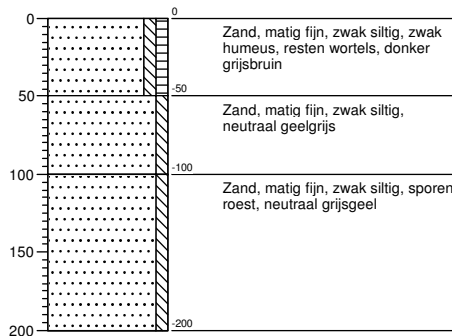 0
0
Zand, matig fijn, zwak siltig, zwak
humeus, resten wortels, donker
grijsbruin
50
-50
Zand, matig fijn, zwak siltig,
neutraal geelgrijs
100
-100
Zand, matig fijn, zwak siltig, sporen
roest, neutraal grijsgeel
150
200
-200